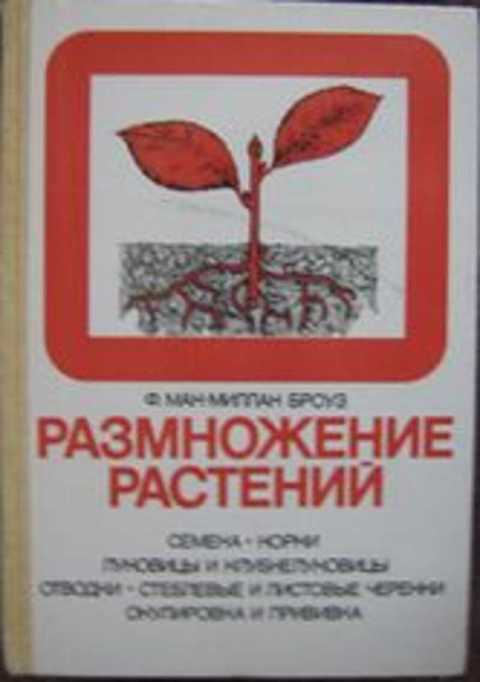 Ф. МАК-МИЛЛАН БРОУЗ
РАЗМНОЖЕНИЕ
РАСТЕНИЙ
СЕМЕНА • КОРНИ
ЛУКОВИЦЫ И КЛУБНЕЛУКОВИЦЫ
ОТВОДКИ • СТЕБЛЕВЫЕ И ЛИСТОВЫЕ ЧЕРЕНКИ
ОКУЛИРОВКА И ПРИВИВКА